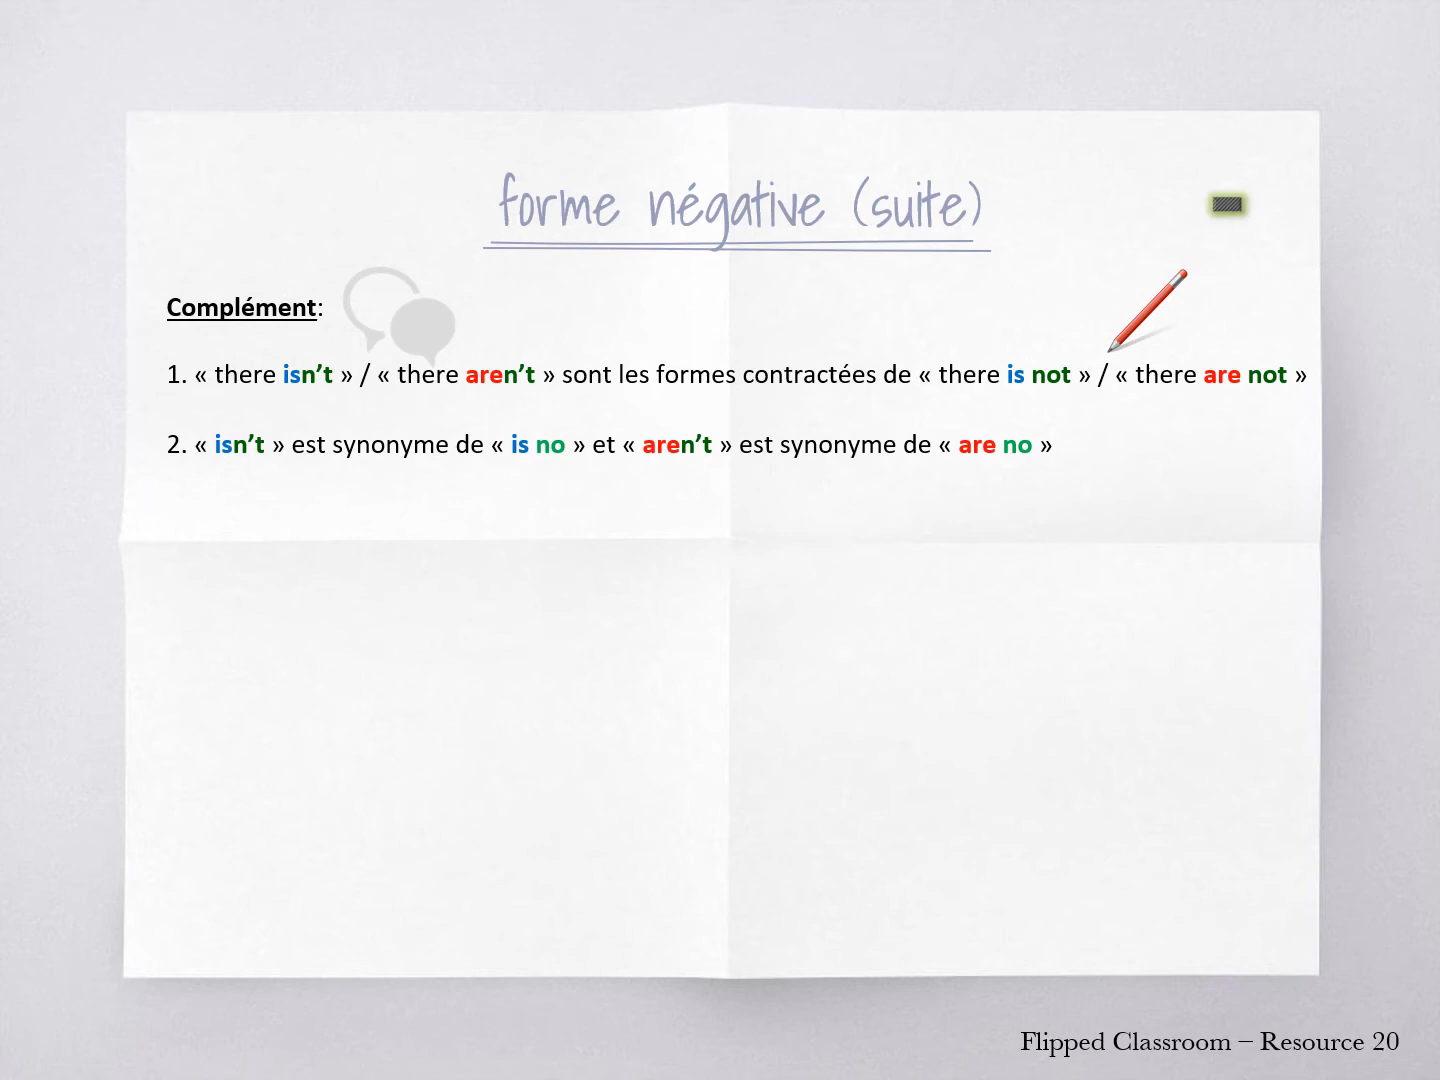 forme négative (suite)
Complément:
1. « there isn’t » / « there aren’t » sont les formes contractées de « there is not » / « there are not »
2. « isn’t » est synonyme de « is no » et « aren’t » est synonyme de « are no »
Flipped Classroom – Resource 20